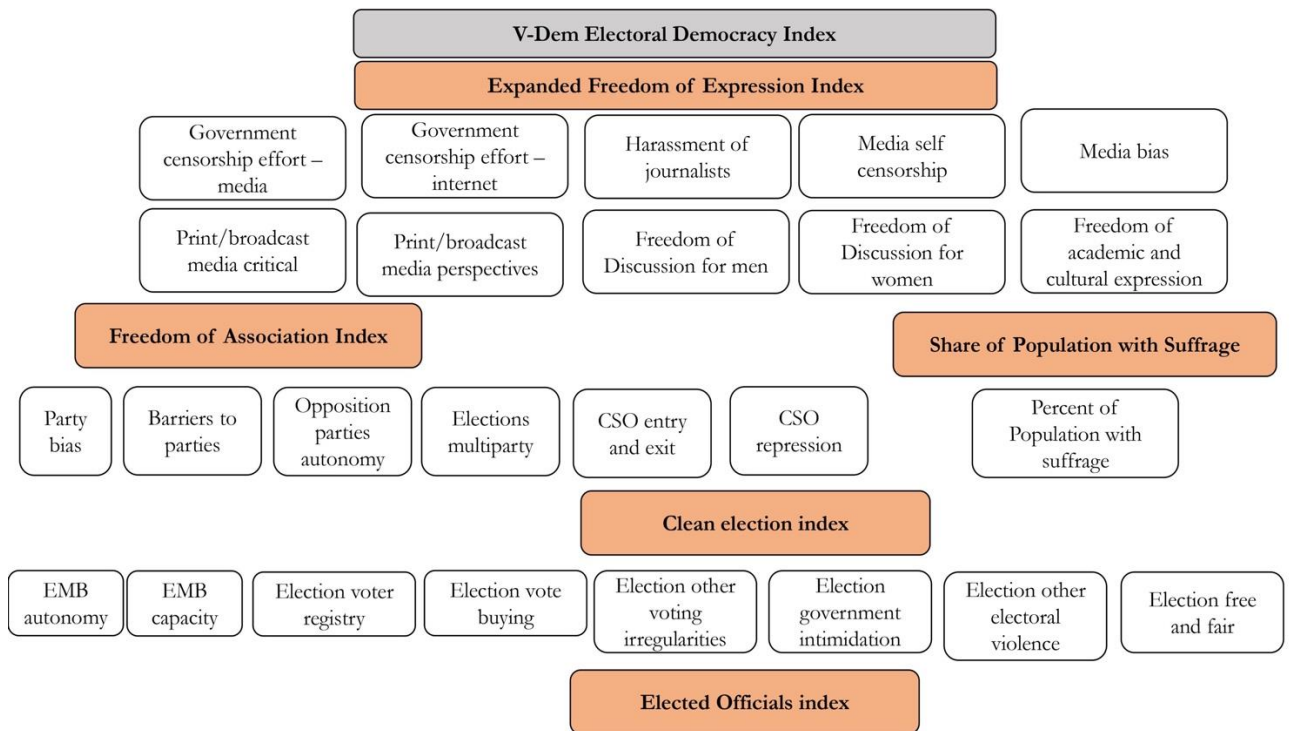 V-Dem Electoral Democracy Index
Expanded Freedom of Expression Index
Government
censorship effort –
media
Government
censorship effort –
internet
Harassment of
journalists
Media self
censorship
Media bias
Print/broadcast
media critical
Print/broadcast
media perspectives
Freedom of
Discussion for men
Freedom of
Discussion for
women
Freedom of
academic and
cultural expression
Freedom of Association Index
Share of Population with Suffrage
Party
bias
Barriers to
parties
Opposition
parties
autonomy
Elections
multiparty
CSO entry
and exit
CSO
repression
Percent of
Population with
suffrage
Clean election index
EMB
autonomy
EMB
capacity
Election voter
registry
Election vote
buying
Election other
voting
irregularities
Election
government
intimidation
Election other
electoral
violence
Election free
and fair
Elected Officials index